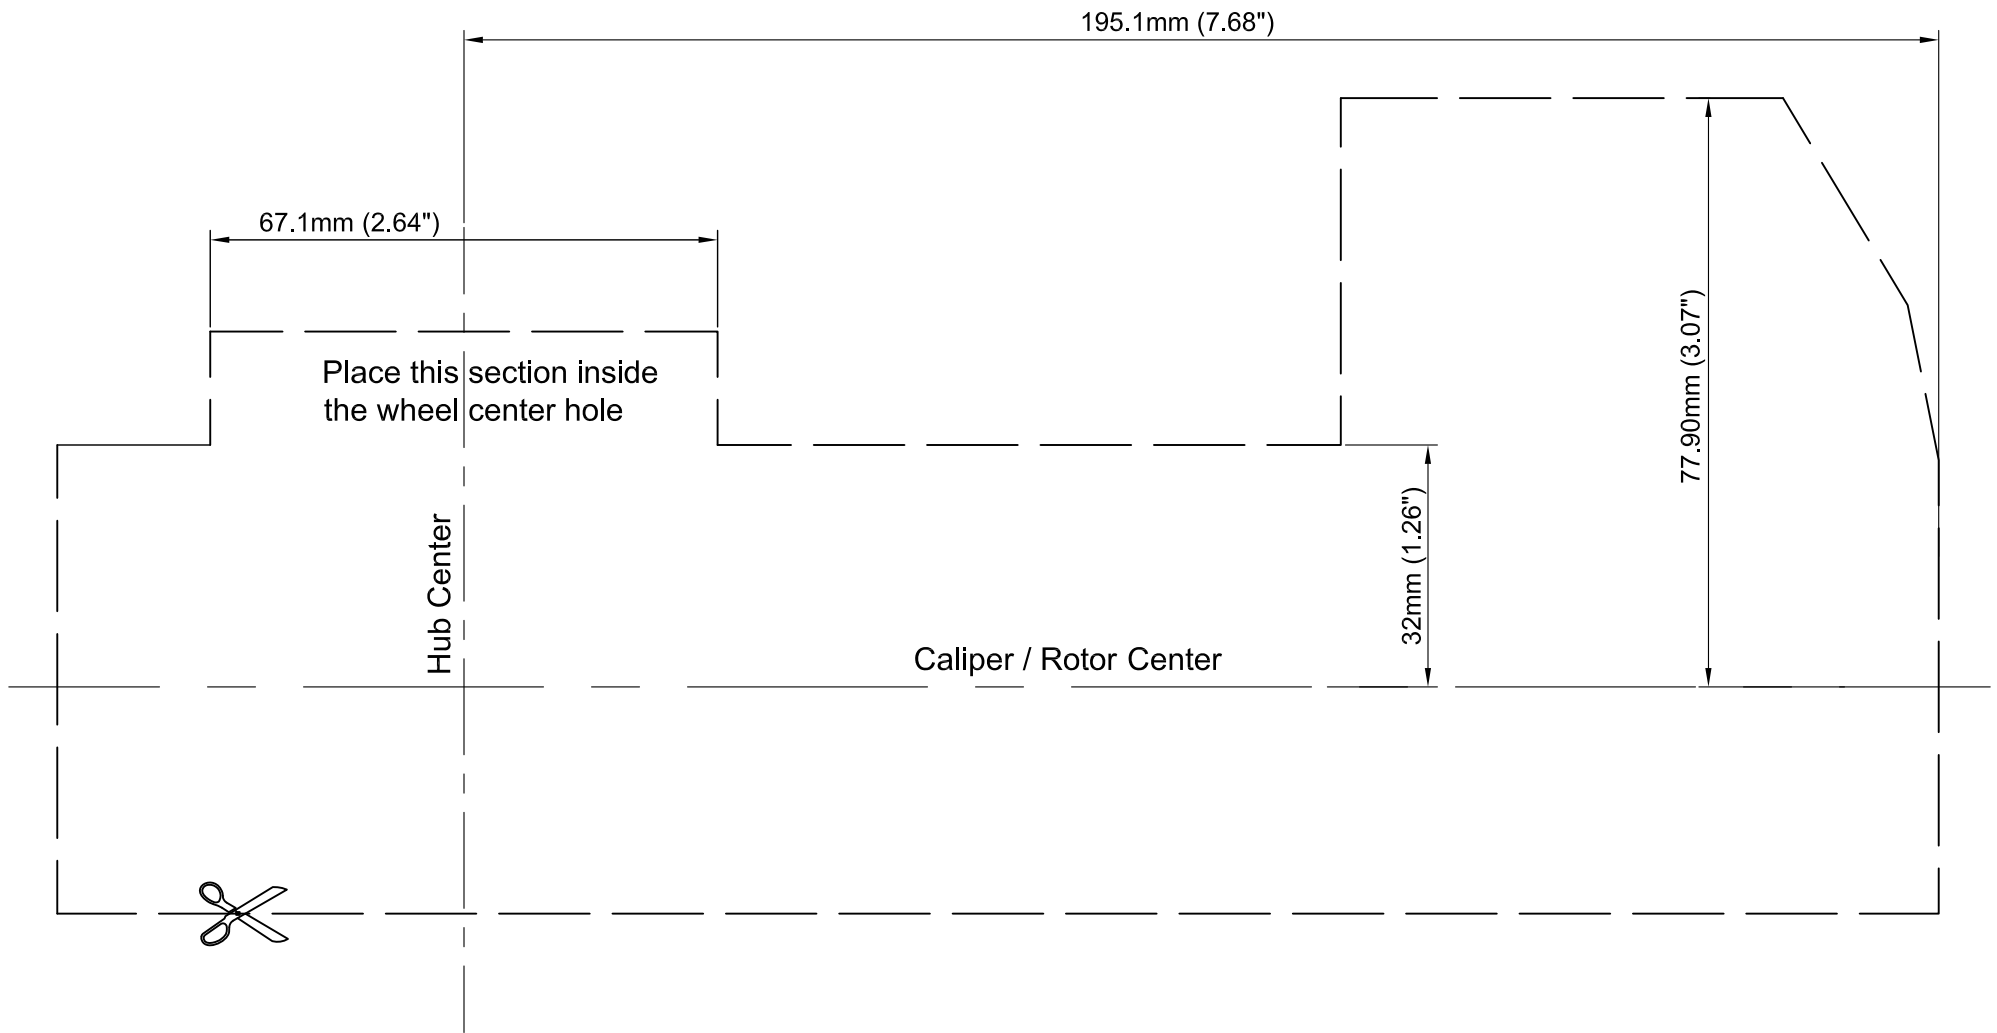 195.1mm (7.68")
67.1mm (2.64")
Place this section inside
the wheel center hole
77.90mm (3.07")
32mm (1.26")
Hub Center
Caliper / Rotor Center